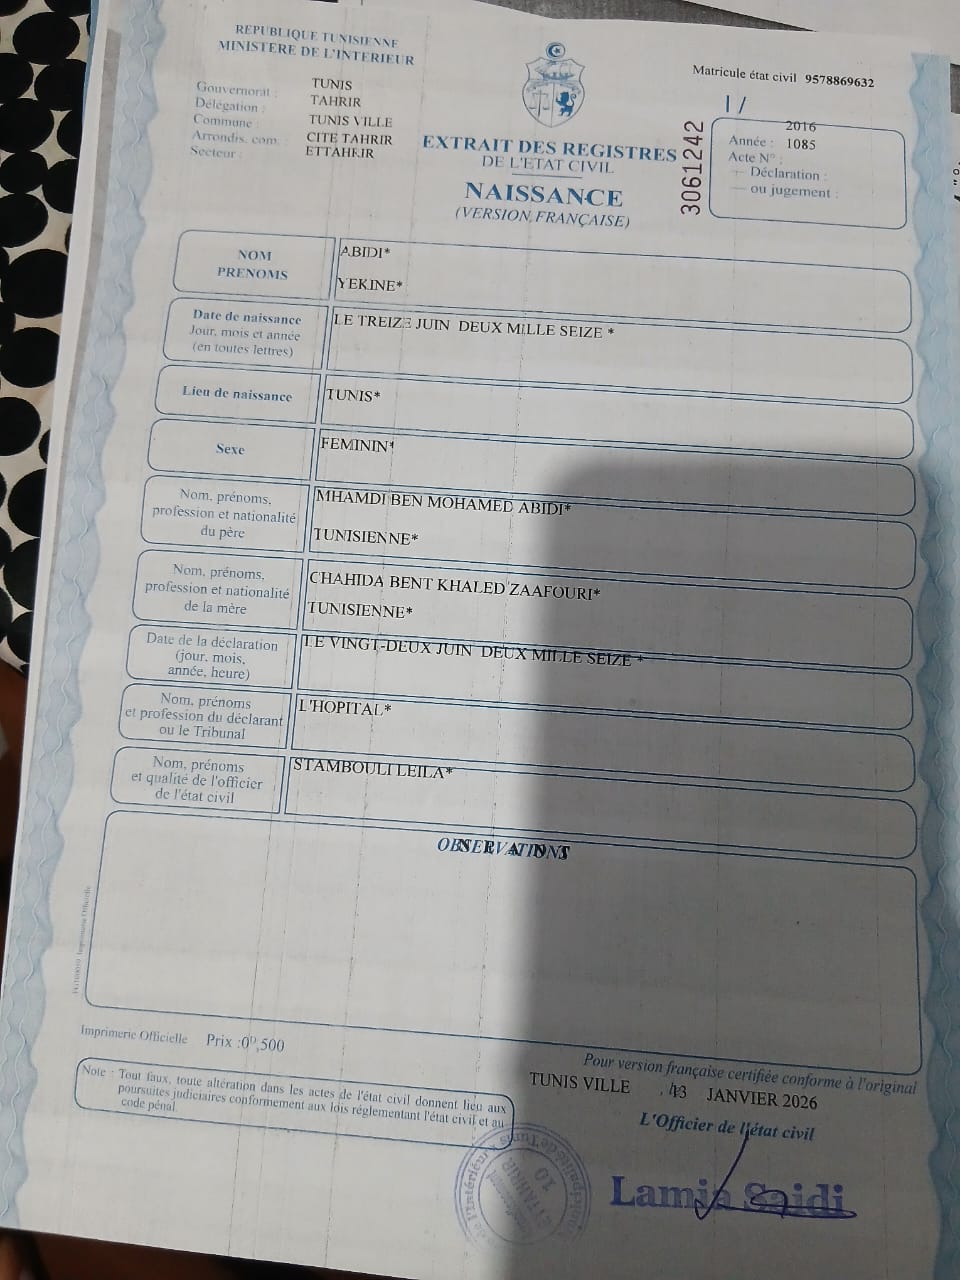 REPUBLIQUE TUNISIENNE
MINISTERE DE L'INTERIEUR
Gouvernorat : TUNIS
Délégation : TAHRIR
Commune : TUNIS VILLE
Arrondis. com. : CITE TAHRIR
Secteur : ETTAHRIR
EXTRAIT DES REGISTRES
DE L'ETAT CIVIL
NAISSANCE
(VERSION FRANÇAISE)
3061242
Matricule état civil 9578869632
1/
2016
Année : 1085
Acte N° :
— Déclaration :
— ou jugement :
NOM
PRENOMS
ABIDI*
YEKINE*
Date de naissance
Jour, mois et année
(en toutes lettres)
LE TREIZE JUIN DEUX MILLE SEIZE *
Lieu de naissance
TUNIS*
Sexe
FEMININ*
Nom, prénoms,
profession et nationalité
du père
MHAMDI BEN MOHAMED ABIDI*
TUNISIENNE*
Nom, prénoms,
profession et nationalité
de la mère
CHAHIDA BENT KHALED ZAAFOURI*
TUNISIENNE*
Date de la déclaration
(jour, mois,
année, heure)
LE VINGT-DEUX JUIN DEUX MILLE SEIZE *
Nom, prénoms
et profession du déclarant
ou le Tribunal
L'HOPITAL*
Nom, prénoms
et qualité de l'officier
de l'état civil
STAMBOULI LEILA*
OBSERVATIONS
Imprimerie Officielle Prix :0ᴰ,500
Note : Tout faux, toute altération dans les actes de l'état civil donnent lieu aux
poursuites judiciaires conformement aux lois réglementant l'état civil et au
code pénal
Pour version française certifiée conforme à l'original
TUNIS VILLE , 13 JANVIER 2026
L'Officier de l'état civil
Lamia Saidi